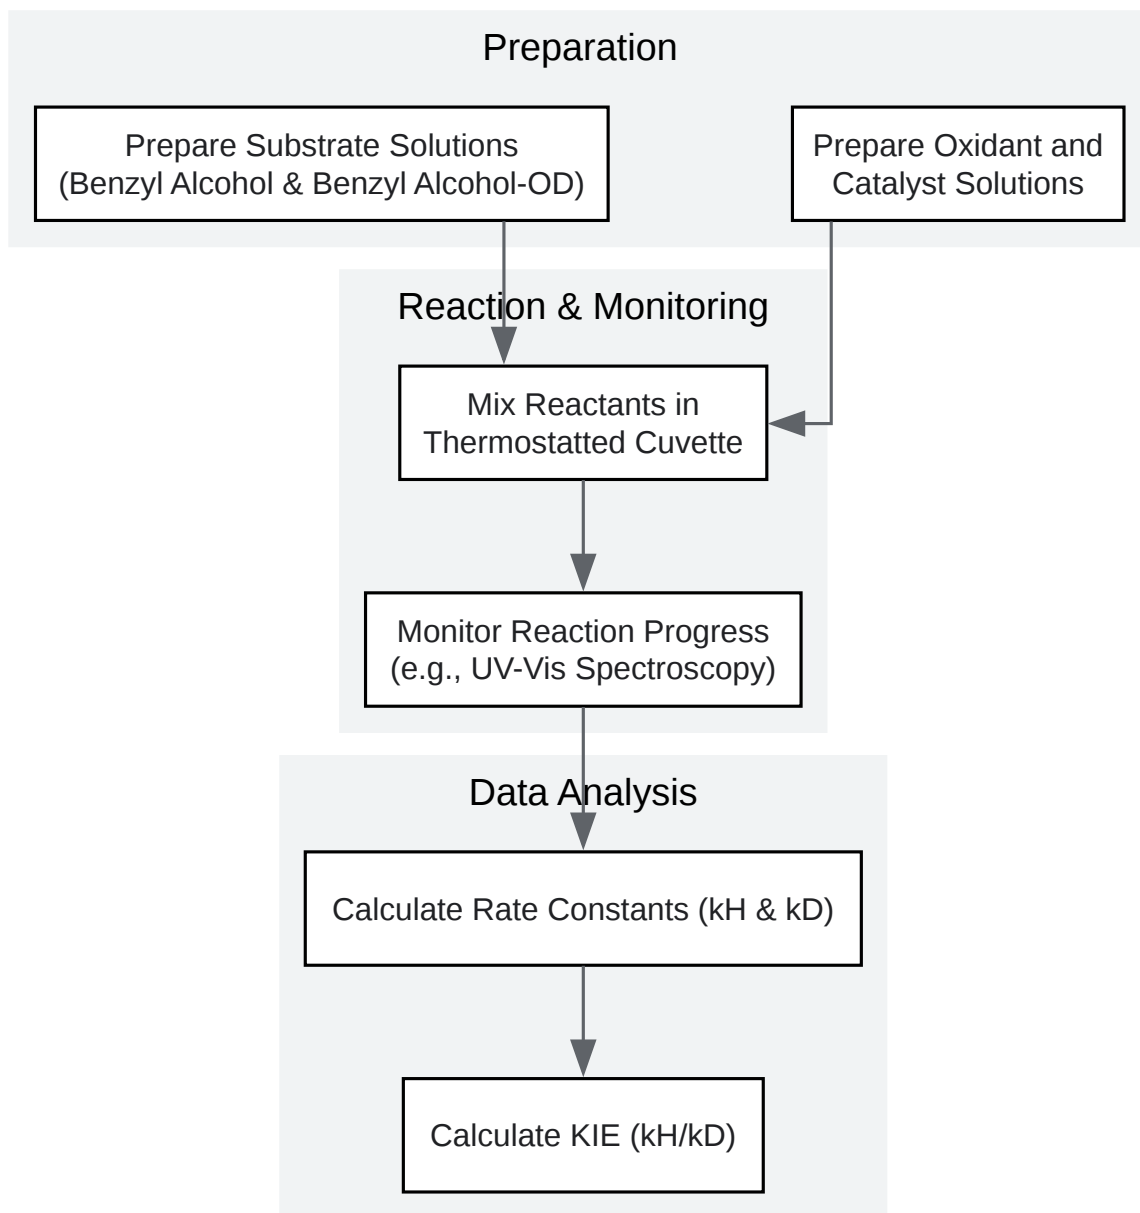 Preparation
Prepare Substrate Solutions
(Benzyl Alcohol & Benzyl Alcohol-OD)
Prepare Oxidant and
Catalyst Solutions
Reaction & Monitoring
Mix Reactants in
Thermostatted Cuvette
Monitor Reaction Progress
(e.g., UV-Vis Spectroscopy)
Data Analysis
Calculate Rate Constants (kH & kD)
Calculate KIE (kH/kD)